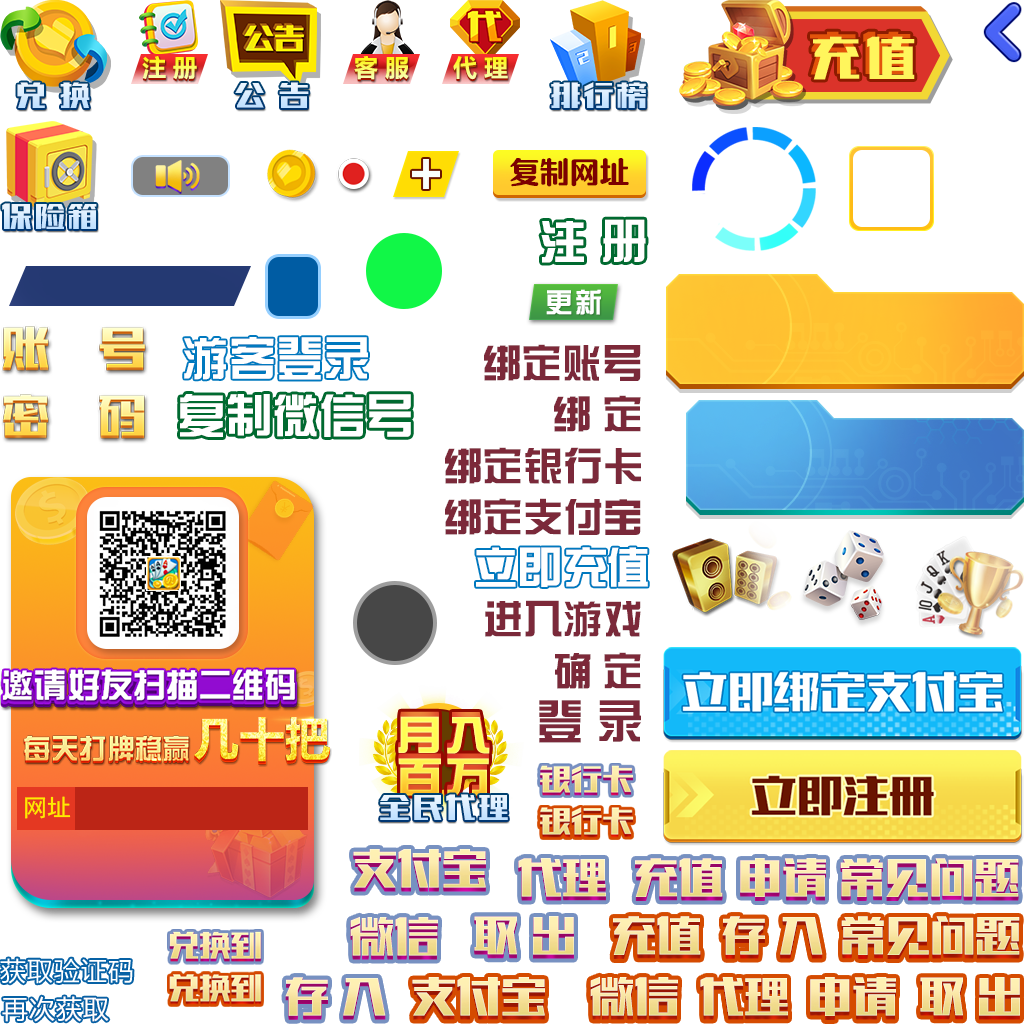 兑换
注册
公告
公告
客服
代
代理
排行榜
充值
保险箱
复制网址
注册
更新
账号
游客登录
绑定账号
密码
复制微信号
绑定
绑定银行卡
绑定支付宝
立即充值
进入游戏
确定
登录
10 J Q K
A
邀请好友扫描二维码
每天打牌稳赢几十把
网址
月入
百万
全民代理
银行卡
银行卡
立即绑定支付宝
立即注册
支付宝
代理
充值
申请
常见问题
微信
取出
充值
存入
常见问题
兑换到
兑换到
获取验证码
再次获取
存入
支付宝
微信
代理
申请
取出